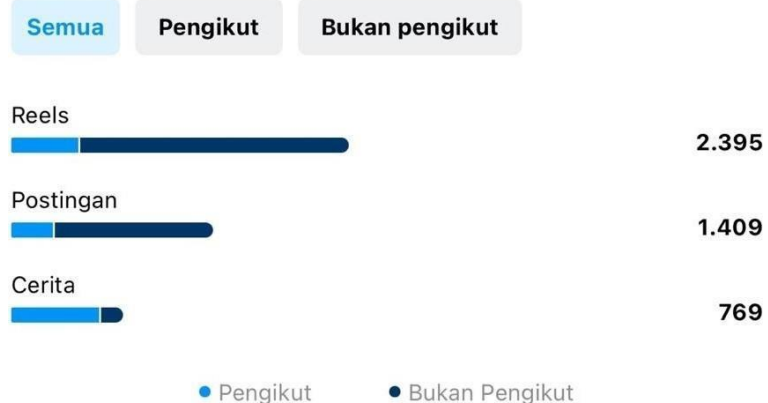 Semua Pengikut Bukan pengikut
Reels
2.395
Postingan
1.409
Cerita
769
Pengikut Bukan Pengikut